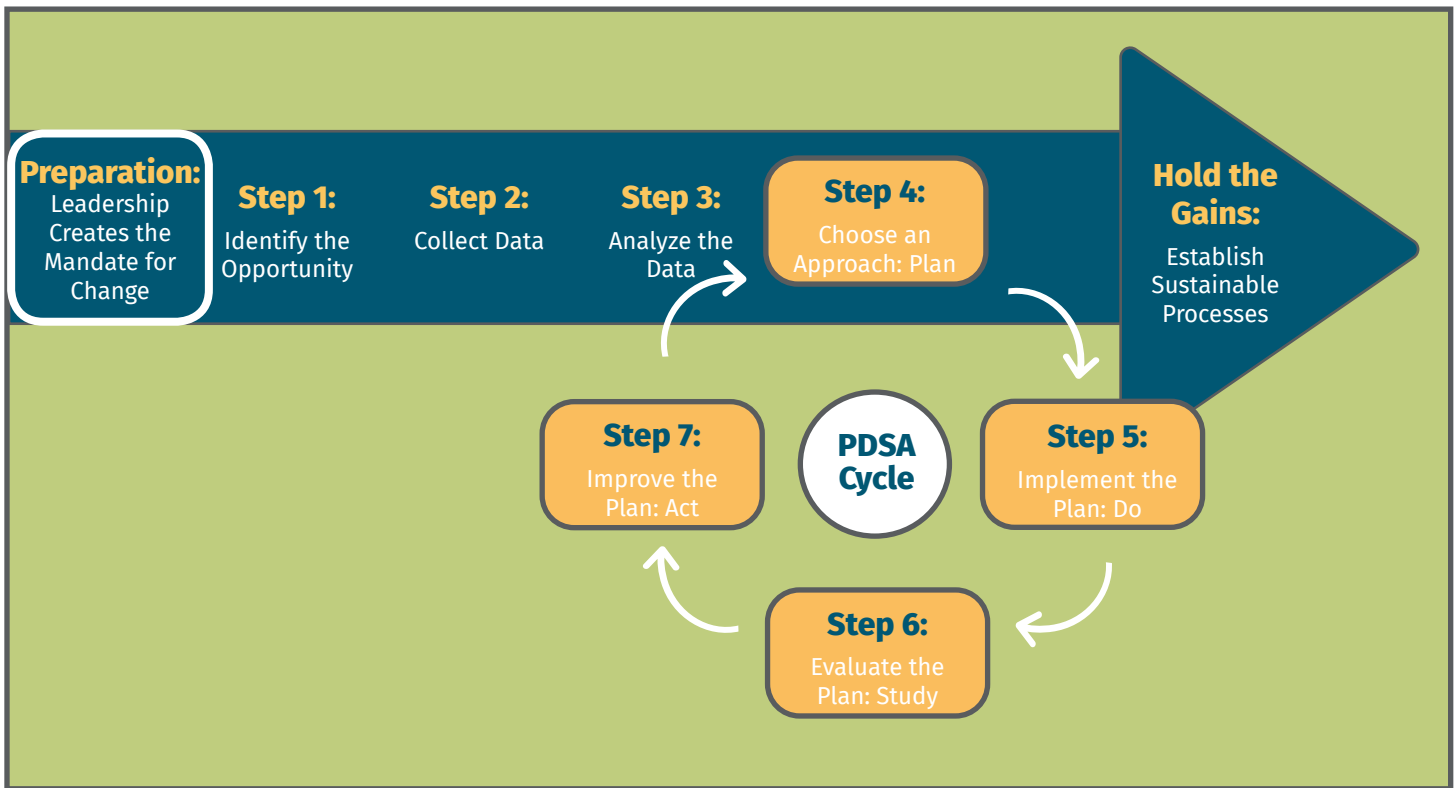 Preparation:
Leadership
Creates the
Mandate for
Change
Step 1:
Identify the
Opportunity
Step 2:
Collect Data
Step 3:
Analyze the
Data
Step 4:
Choose an
Approach: Plan
Hold the
Gains:
Establish
Sustainable
Processes
Step 7:
Improve the
Plan: Act
PDSA
Cycle
Step 5:
Implement the
Plan: Do
Step 6:
Evaluate the
Plan: Study